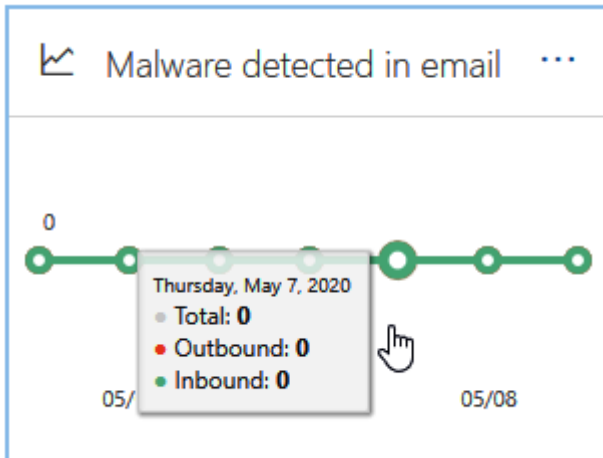 Malware detected in email ...
0
Thursday, May 7, 2020
Total: 0
Outbound: 0
Inbound: 0
05/
05/08